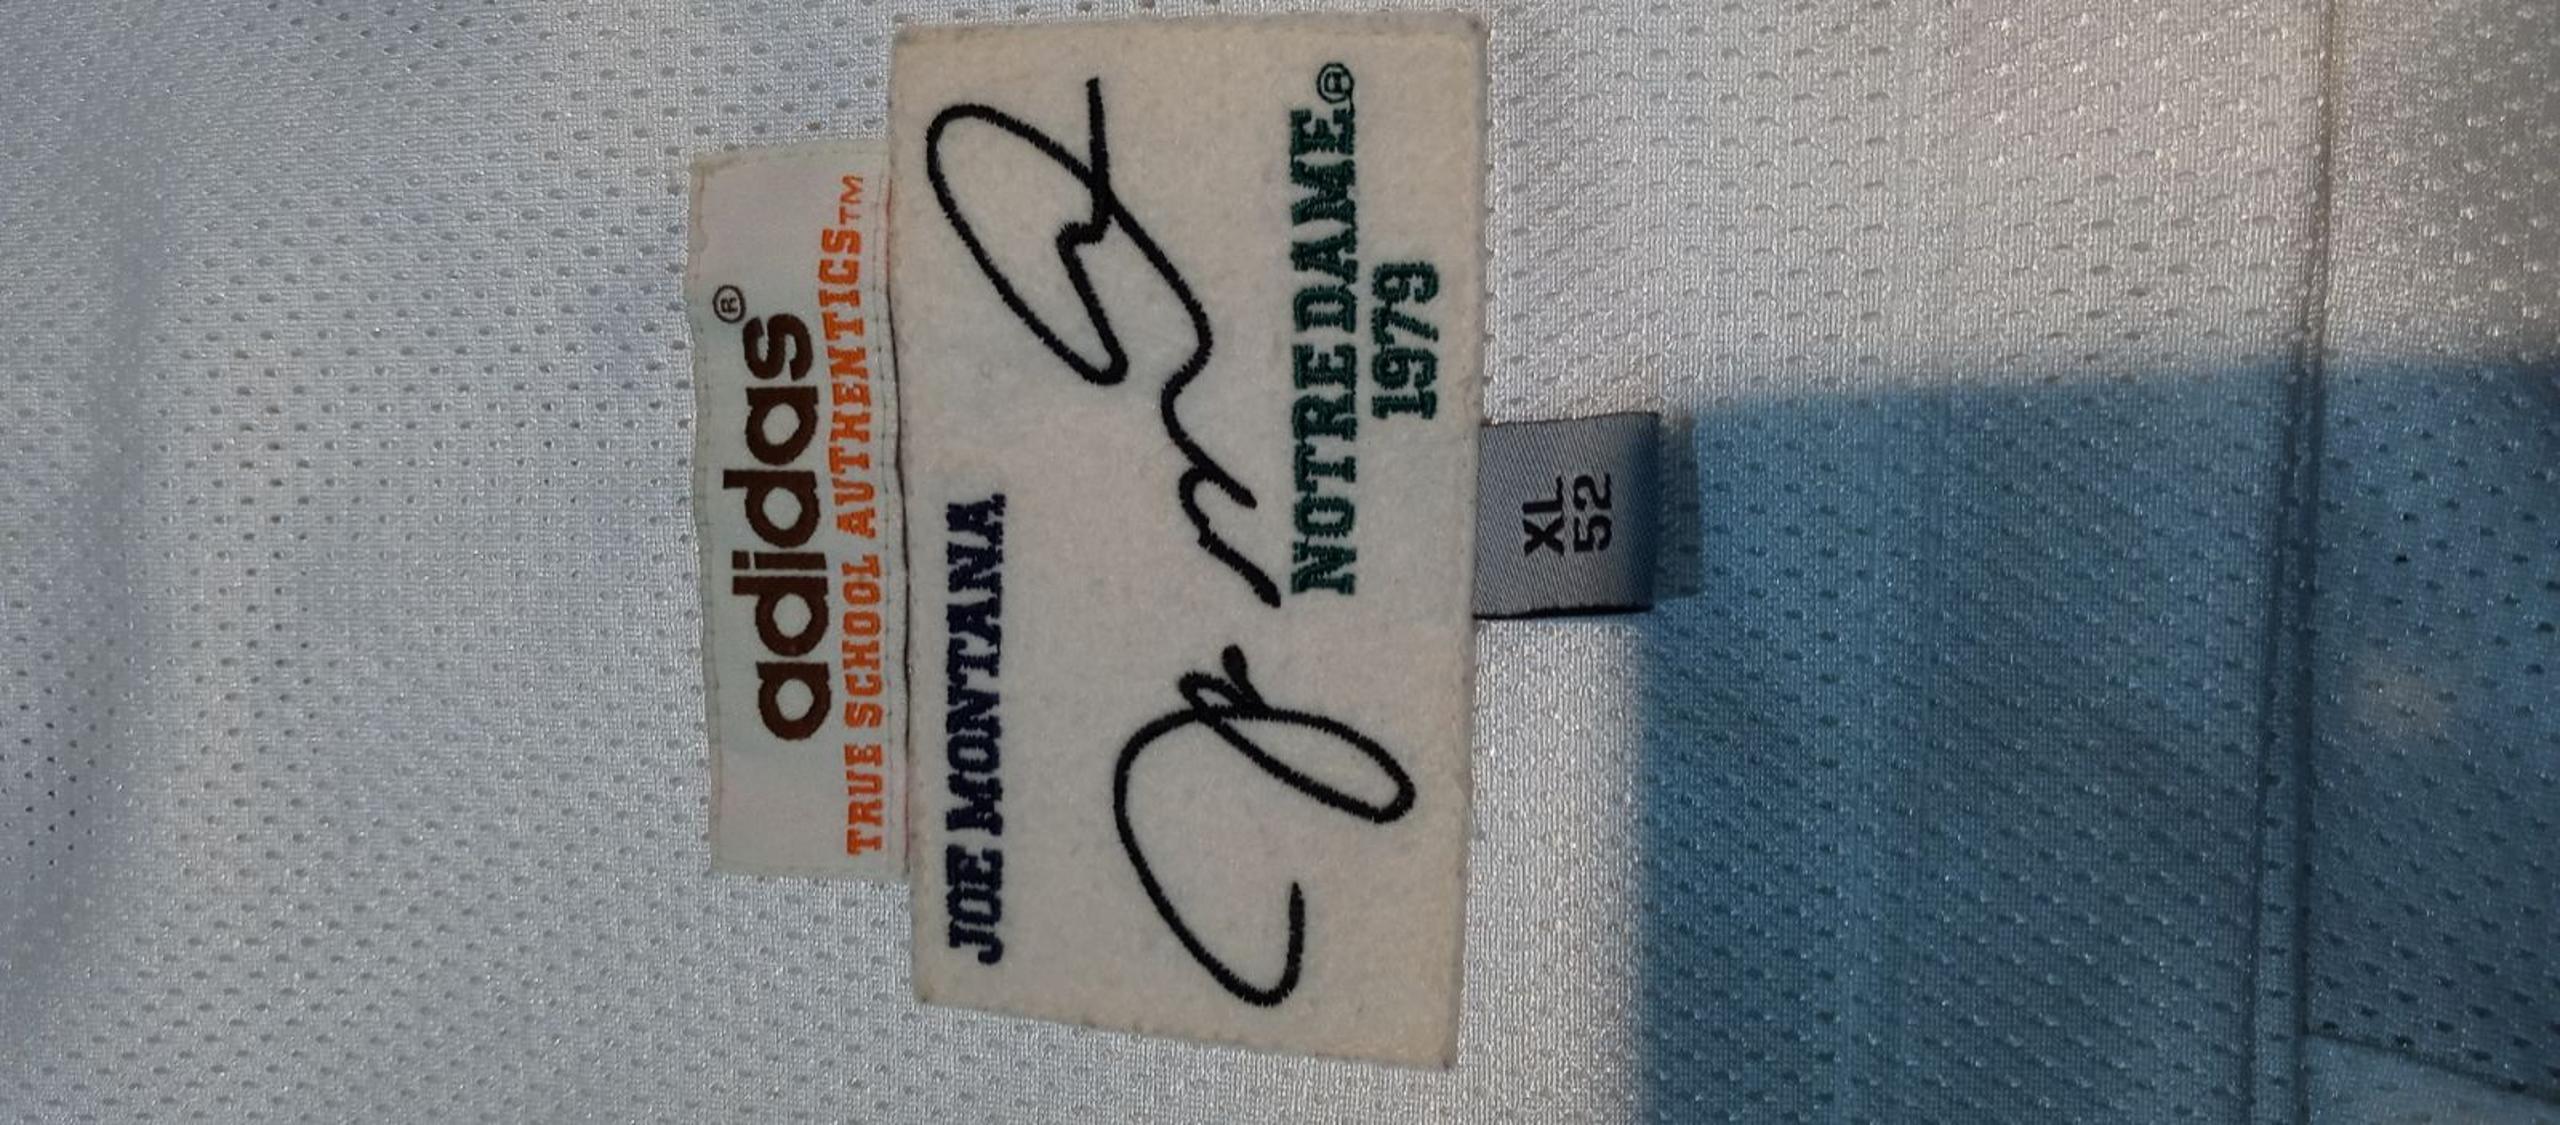 adidas®
TRUE SCHOOL AUTHENTICS™
JOE MONTANA
NOTRE DAME®
1979
XL
52